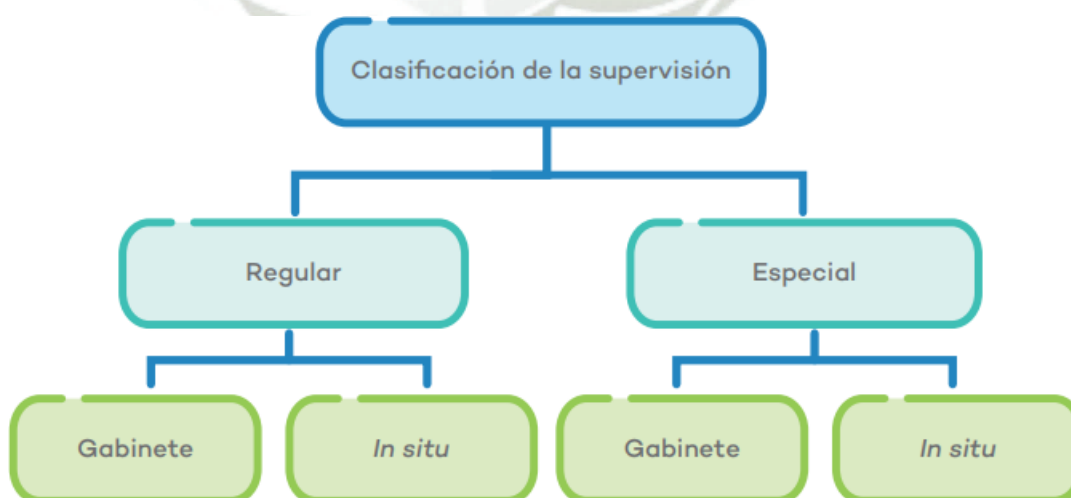 Clasificación de la supervisión
Regular
Especial
Gabinete
In situ
Gabinete
In situ